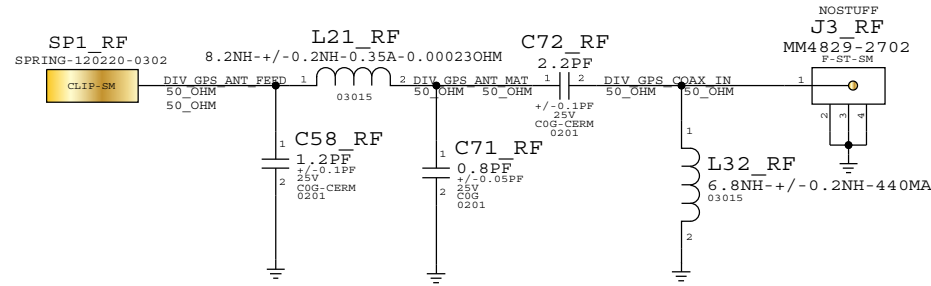 NOSTUFF
J3_RF
MM4829-2702
F-ST-SM
SP1_RF
SPRING-120220-0302
CLIP-SM
L21_RF
8.2NH-+/-0.2NH-0.35A-0.00023OHM
C72_RF
2.2PF
DIV_GPS_ANT_FEED
50_OHM
50_OHM
1
2
03015
DIV_GPS_ANT_MAT
50_OHM
50_OHM
1
2
+/-0.1PF
25V
C0G-CERM
0201
DIV_GPS_COAX_IN
50_OHM
50_OHM
1
2
3
4
1
C58_RF
1.2PF
+/-0.1PF
25V
C0G-CERM
0201
2
1
C71_RF
0.8PF
+/-0.05PF
25V
C0G
0201
2
1
L32_RF
6.8NH-+/-0.2NH-440MA
03015
2